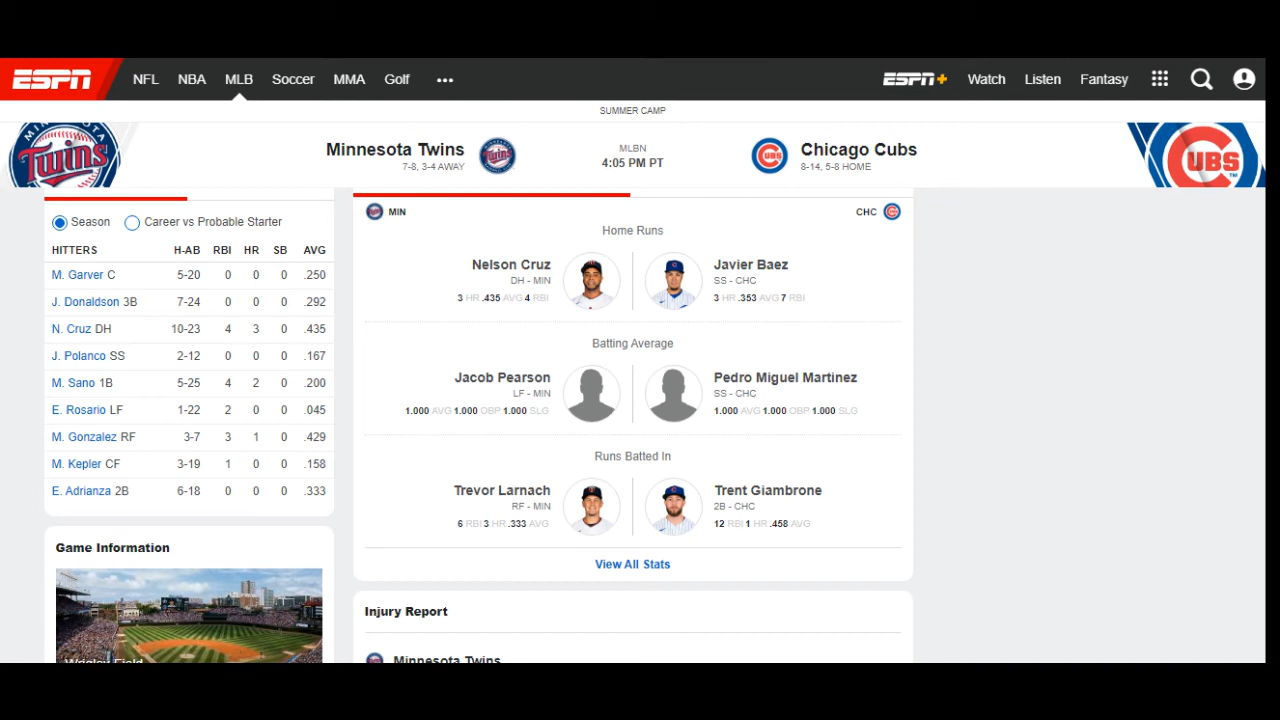 ESPN NFL NBA MLB Soccer MMA Golf ••• ESPN+ Watch Listen Fantasy
SUMMER CAMP
MINNESOTA Twins
Minnesota Twins
7-8, 3-4 AWAY
MLBN
4:05 PM PT
Chicago Cubs
8-14, 5-8 HOME
CUBS
Season Career vs Probable Starter
HITTERS H-AB RBI HR SB AVG
M. Garver C 5-20 0 0 0 .250
J. Donaldson 3B 7-24 0 0 0 .292
N. Cruz DH 10-23 4 3 0 .435
J. Polanco SS 2-12 0 0 0 .167
M. Sano 1B 5-25 4 2 0 .200
E. Rosario LF 1-22 2 0 0 .045
M. Gonzalez RF 3-7 3 1 0 .429
M. Kepler CF 3-19 1 0 0 .158
E. Adrianza 2B 6-18 0 0 0 .333
Game Information
Wrigley Field
MIN CHC
Home Runs
Nelson Cruz
DH - MIN
3 HR .435 AVG 4 RBI
Javier Baez
SS - CHC
3 HR .353 AVG 7 RBI
Batting Average
Jacob Pearson
LF - MIN
1.000 AVG 1.000 OBP 1.000 SLG
Pedro Miguel Martinez
SS - CHC
1.000 AVG 1.000 OBP 1.000 SLG
Runs Batted In
Trevor Larnach
RF - MIN
6 RBI 3 HR .333 AVG
Trent Giambrone
2B - CHC
12 RBI 1 HR .458 AVG
View All Stats
Injury Report
Minnesota Twins